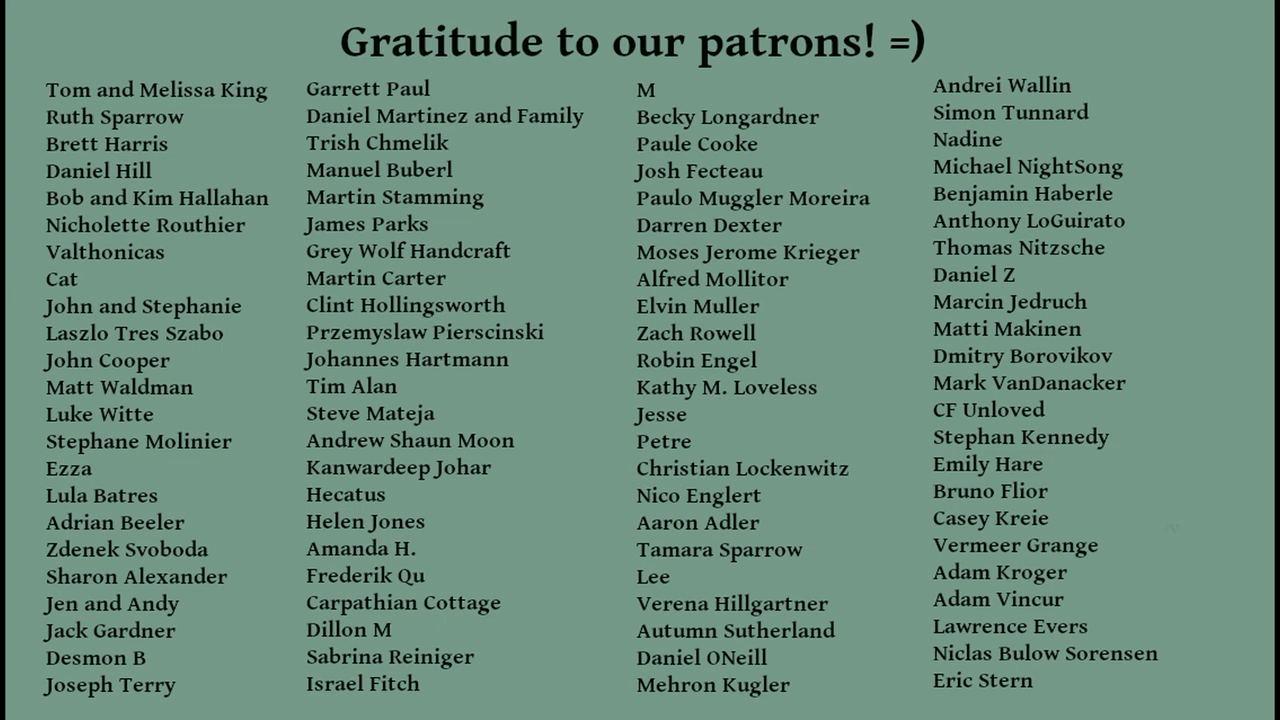 Gratitude to our patrons! =)
Tom and Melissa King
Ruth Sparrow
Brett Harris
Daniel Hill
Bob and Kim Hallahan
Nicholette Routhier
Valthonicas
Cat
John and Stephanie
Laszlo Tres Szabo
John Cooper
Matt Waldman
Luke Witte
Stephane Molinier
Ezza
Lula Batres
Adrian Beeler
Zdenek Svoboda
Sharon Alexander
Jen and Andy
Jack Gardner
Desmon B
Joseph Terry
Garrett Paul
Daniel Martinez and Family
Trish Chmelik
Manuel Buberl
Martin Stamming
James Parks
Grey Wolf Handcraft
Martin Carter
Clint Hollingsworth
Przemyslaw Pierscinski
Johannes Hartmann
Tim Alan
Steve Mateja
Andrew Shaun Moon
Kanwardeep Johar
Hecatus
Helen Jones
Amanda H.
Frederik Qu
Carpathian Cottage
Dillon M
Sabrina Reiniger
Israel Fitch
M
Becky Longardner
Paule Cooke
Josh Fecteau
Paulo Muggler Moreira
Darren Dexter
Moses Jerome Krieger
Alfred Mollitor
Elvin Muller
Zach Rowell
Robin Engel
Kathy M. Loveless
Jesse
Petre
Christian Lockenwitz
Nico Englert
Aaron Adler
Tamara Sparrow
Lee
Verena Hillgartner
Autumn Sutherland
Daniel ONeill
Mehron Kugler
Andrei Wallin
Simon Tunnard
Nadine
Michael NightSong
Benjamin Haberle
Anthony LoGuirato
Thomas Nitzsche
Daniel Z
Marcin Jedruch
Matti Makinen
Dmitry Borovikov
Mark VanDanacker
CF Unloved
Stephan Kennedy
Emily Hare
Bruno Flior
Casey Kreie
Vermeer Grange
Adam Kroger
Adam Vincur
Lawrence Evers
Niclas Bulow Sorensen
Eric Stern